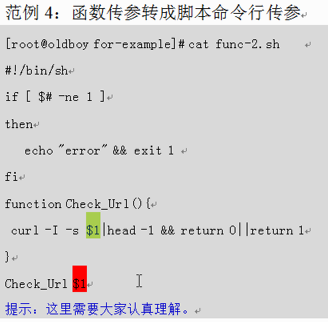 范例 4：函数传参转成脚本命令行传参
[root@oldboy for-example]# cat func-2.sh
#!/bin/sh
if [ $# -ne 1 ]
then
echo "error" && exit 1
fi
function Check_Url(){
curl -I -s $1|head -1 && return 0||return 1
}
Check_Url $1
提示：这里需要大家认真理解。